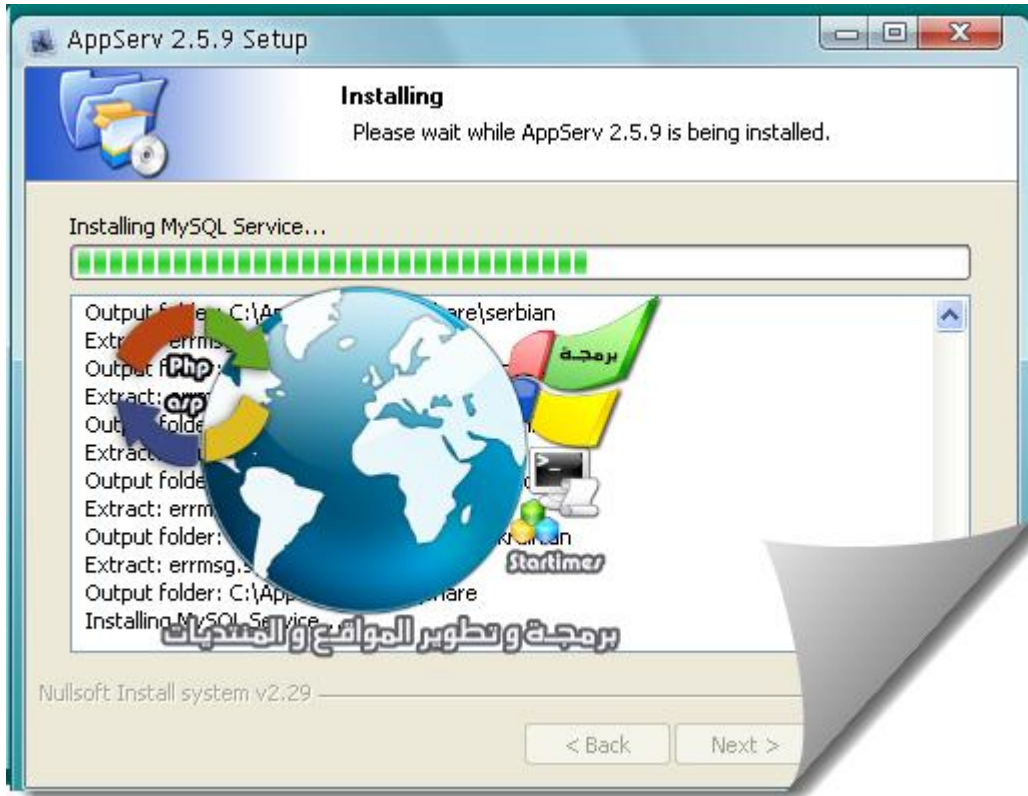 AppServ 2.5.9 Setup
Installing
Please wait while AppServ 2.5.9 is being installed.
Installing MySQL Service...
Output C:\Ap are\serbian
Extr errms
Output
Extract:
Out folde
Extract
Output folde
Extract: errm
Output folder:
Extract: errmsg.s
Output folder: C:\App hare
Installing MySQL Service
Php
asp
برمجة
Startimes
برمجة و تطوير المواقع و المنتديات
Nullsoft Install system v2.29
< Back
Next >